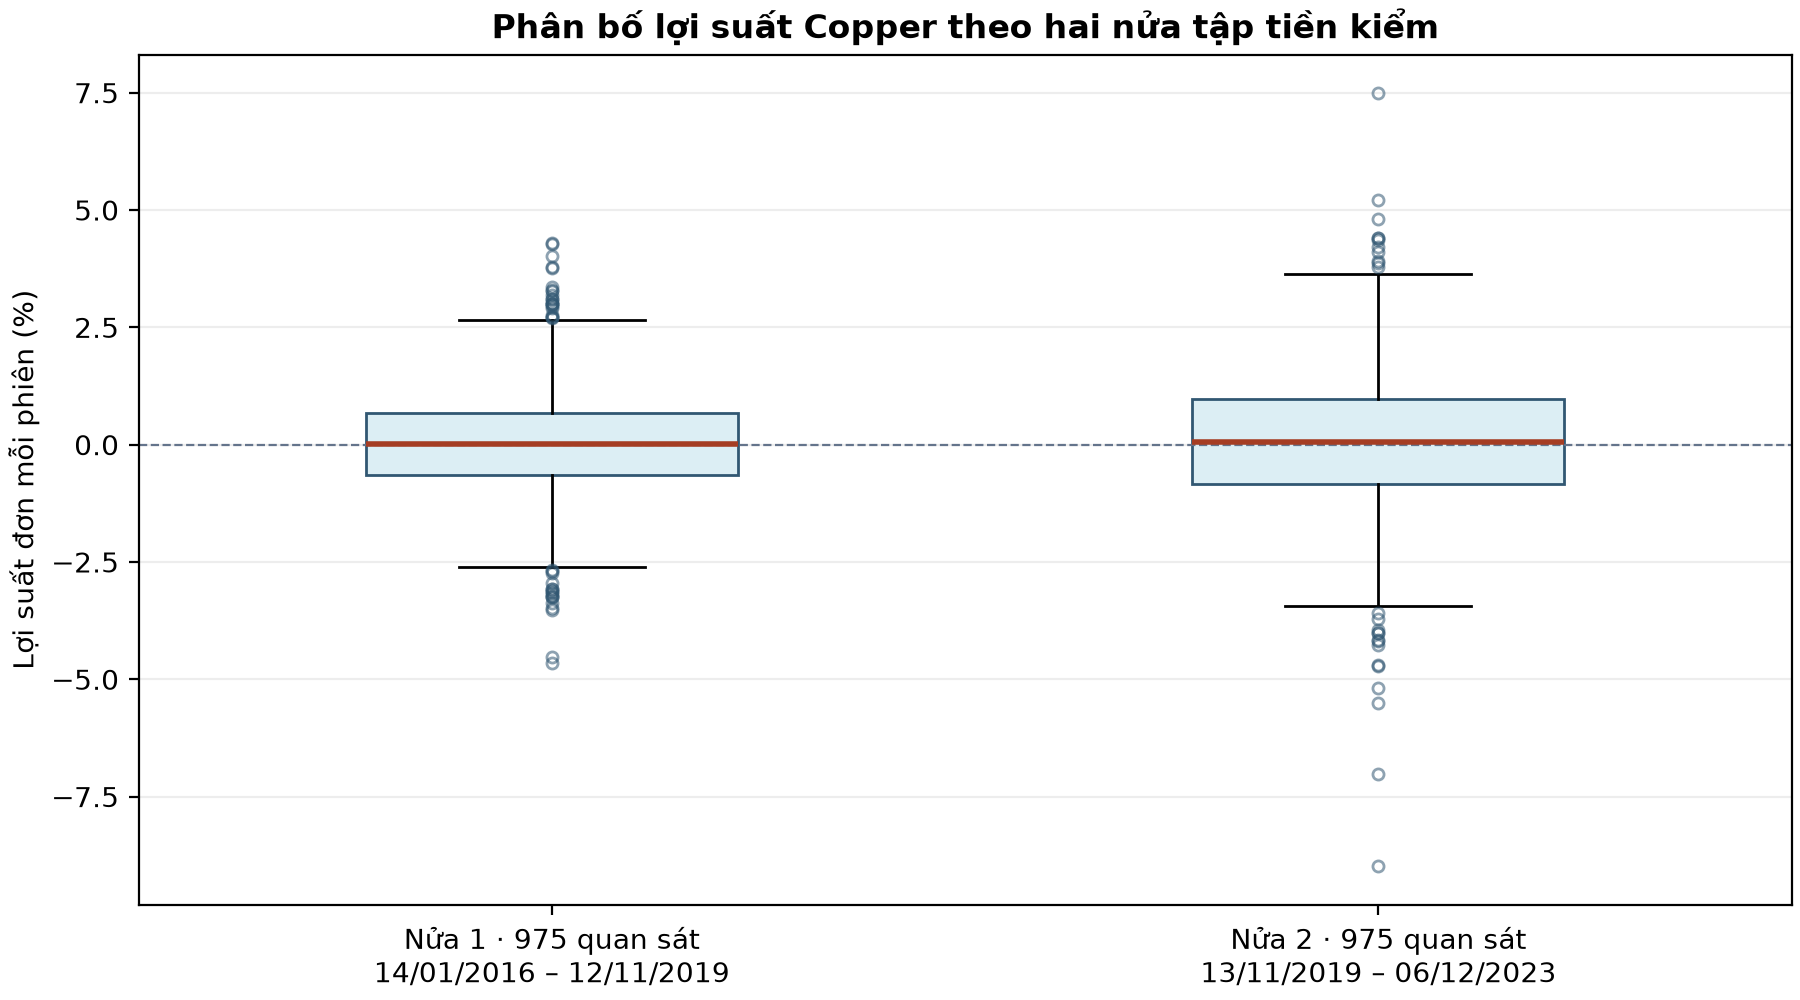 Phân bố lợi suất Copper theo hai nửa tập tiền kiểm
Lợi suất đơn mỗi phiên (%)
7.5
5.0
2.5
0.0
−2.5
−5.0
−7.5
Nửa 1 · 975 quan sát
14/01/2016 – 12/11/2019
Nửa 2 · 975 quan sát
13/11/2019 – 06/12/2023